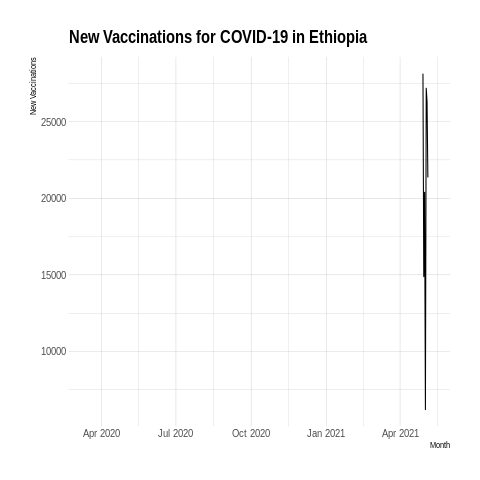 New Vaccinations for COVID-19 in Ethiopia
New Vaccinations
25000
20000
15000
10000
Apr 2020 Jul 2020 Oct 2020 Jan 2021 Apr 2021
Month